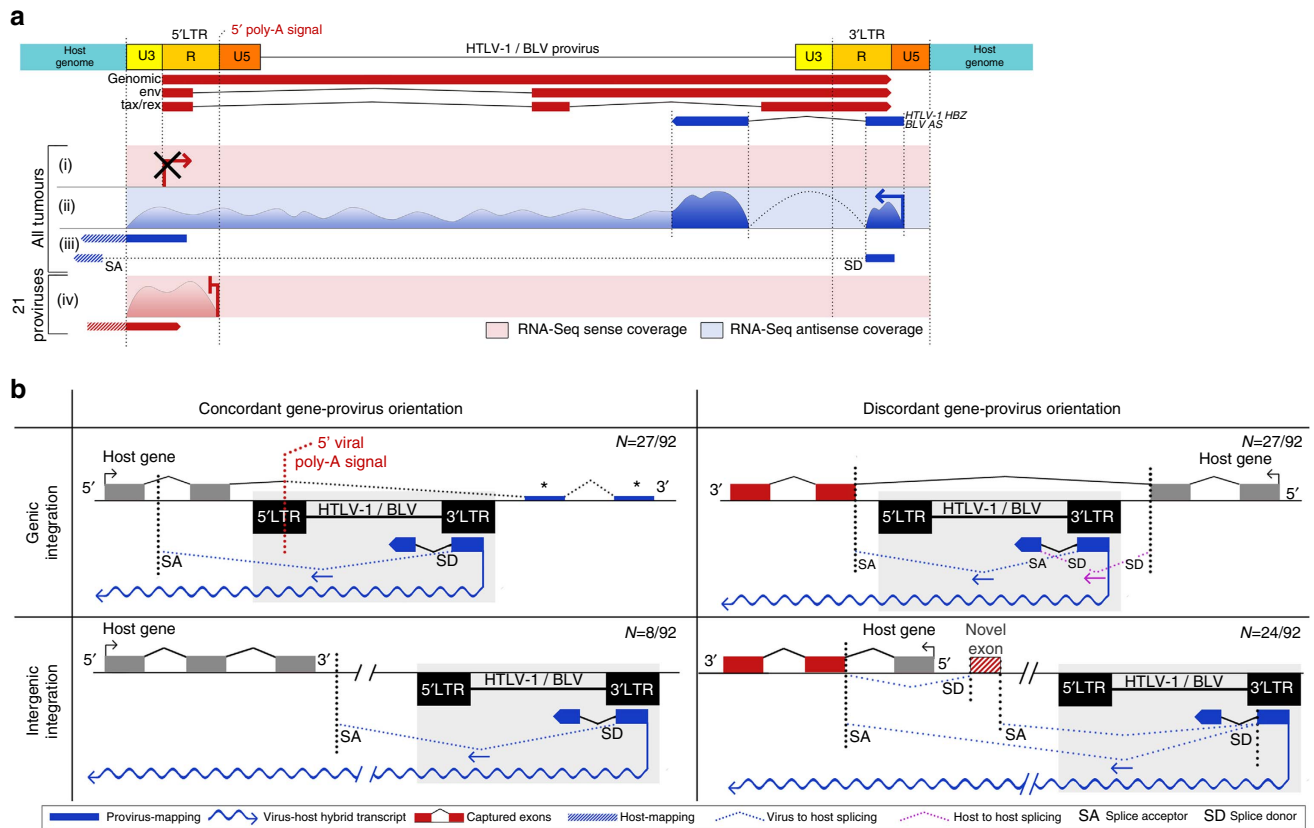 a
5′LTR
5′ poly-A signal
3′LTR
Host genome
U3
R
U5
HTLV-1 / BLV provirus
U3
R
U5
Host genome
Genomic
env
tax/rex
HTLV-1 HBZ
BLV AS
All tumours
(i)
(ii)
(iii)
SA
SD
21 proviruses
(iv)
RNA-Seq sense coverage
RNA-Seq antisense coverage
b
Concordant gene-provirus orientation
Discordant gene-provirus orientation
Genic integration
N=27/92
5′ viral
poly-A signal
Host gene
5′
*
*
3′
5′LTR
HTLV-1 / BLV
3′LTR
SA
SD
N=27/92
Host gene
3′
5′
5′LTR
HTLV-1 / BLV
3′LTR
SA
SA
SD
SD
Intergenic integration
N=8/92
Host gene
5′
3′
5′LTR
HTLV-1 / BLV
3′LTR
SA
SD
N=24/92
Host gene
Novel exon
3′
5′
SD
5′LTR
HTLV-1 / BLV
3′LTR
SA
SA
SD
Provirus-mapping
Virus-host hybrid transcript
Captured exons
Host-mapping
Virus to host splicing
Host to host splicing
SA Splice acceptor
SD Splice donor